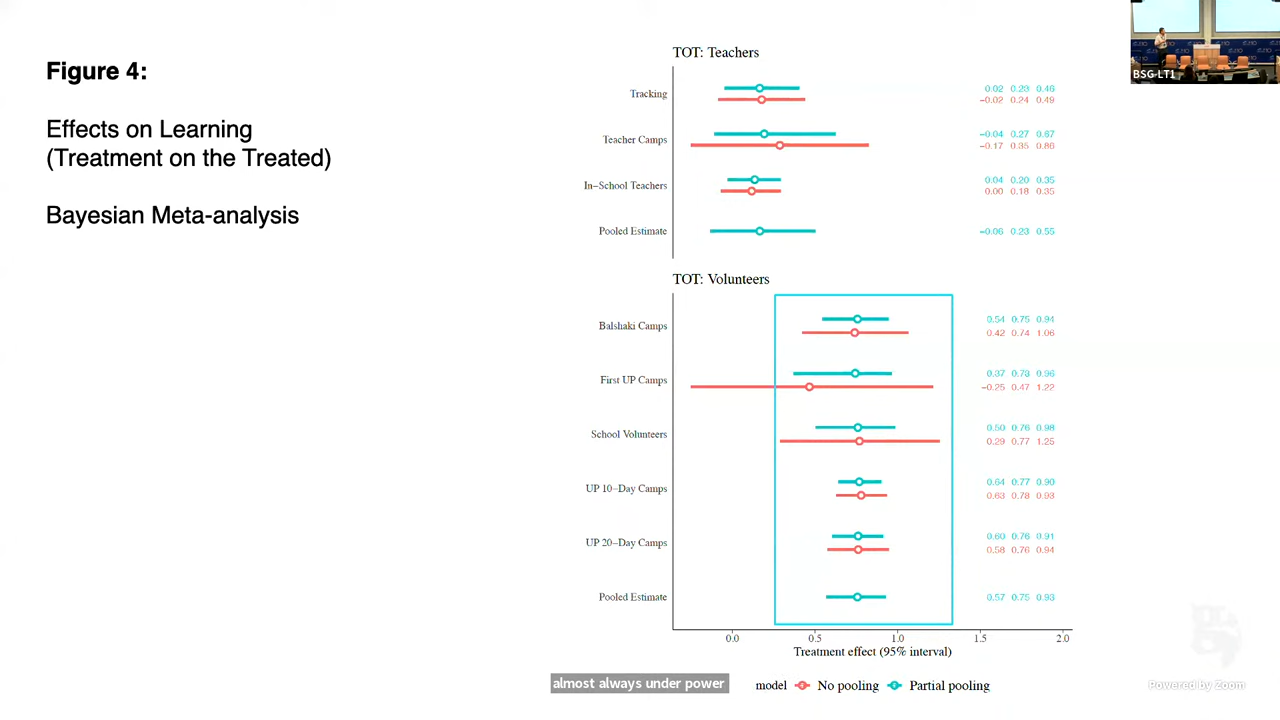 Figure 4:
Effects on Learning
(Treatment on the Treated)
Bayesian Meta-analysis
TOT: Teachers
Tracking
0.02 0.23 0.46
−0.02 0.24 0.49
Teacher Camps
−0.04 0.27 0.67
−0.17 0.35 0.86
In−School Teachers
0.04 0.20 0.35
0.00 0.18 0.35
Pooled Estimate
−0.06 0.23 0.55
TOT: Volunteers
Balshaki Camps
0.54 0.75 0.94
0.42 0.74 1.06
First UP Camps
0.37 0.73 0.96
−0.25 0.47 1.22
School Volunteers
0.50 0.76 0.98
0.29 0.77 1.25
UP 10−Day Camps
0.64 0.77 0.90
0.63 0.78 0.93
UP 20−Day Camps
0.60 0.76 0.91
0.58 0.76 0.94
Pooled Estimate
0.57 0.75 0.93
0.0 0.5 1.0 1.5 2.0
Treatment effect (95% interval)
model No pooling Partial pooling
almost always under power
BSG-LT1
Powered by Zoom